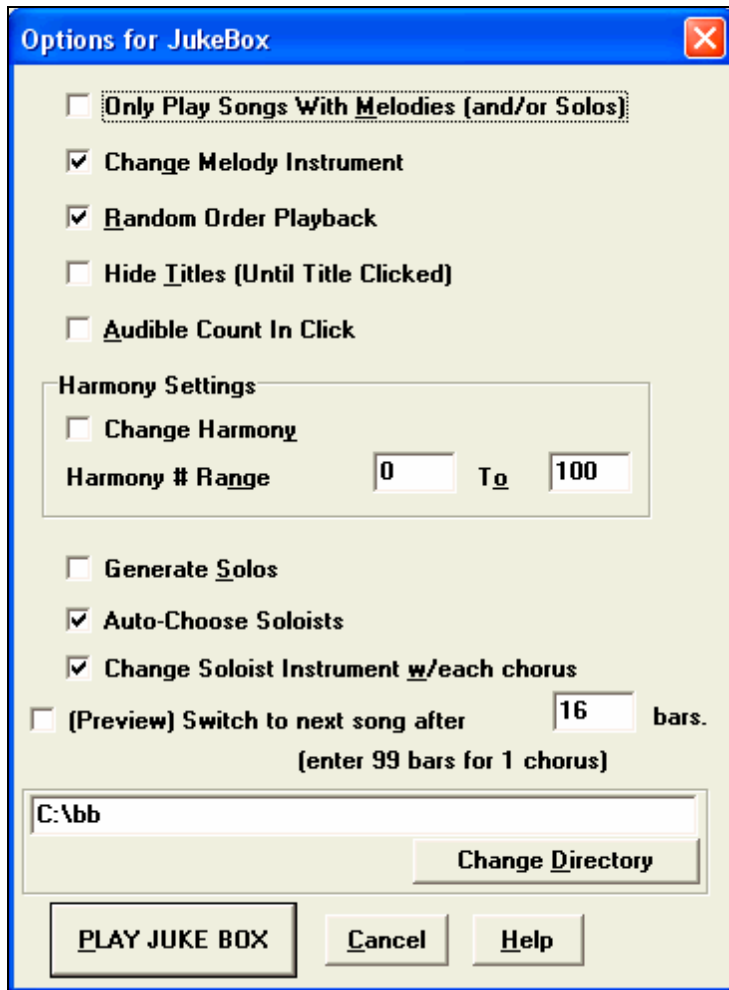 Options for JukeBox
Only Play Songs With Melodies (and/or Solos)
Change Melody Instrument
Random Order Playback
Hide Titles (Until Title Clicked)
Audible Count In Click
Harmony Settings
Change Harmony
Harmony # Range 0 To 100
Generate Solos
Auto-Choose Soloists
Change Soloist Instrument w/each chorus
(Preview) Switch to next song after 16 bars.
(enter 99 bars for 1 chorus)
C:\bb
Change Directory
PLAY JUKE BOX Cancel Help